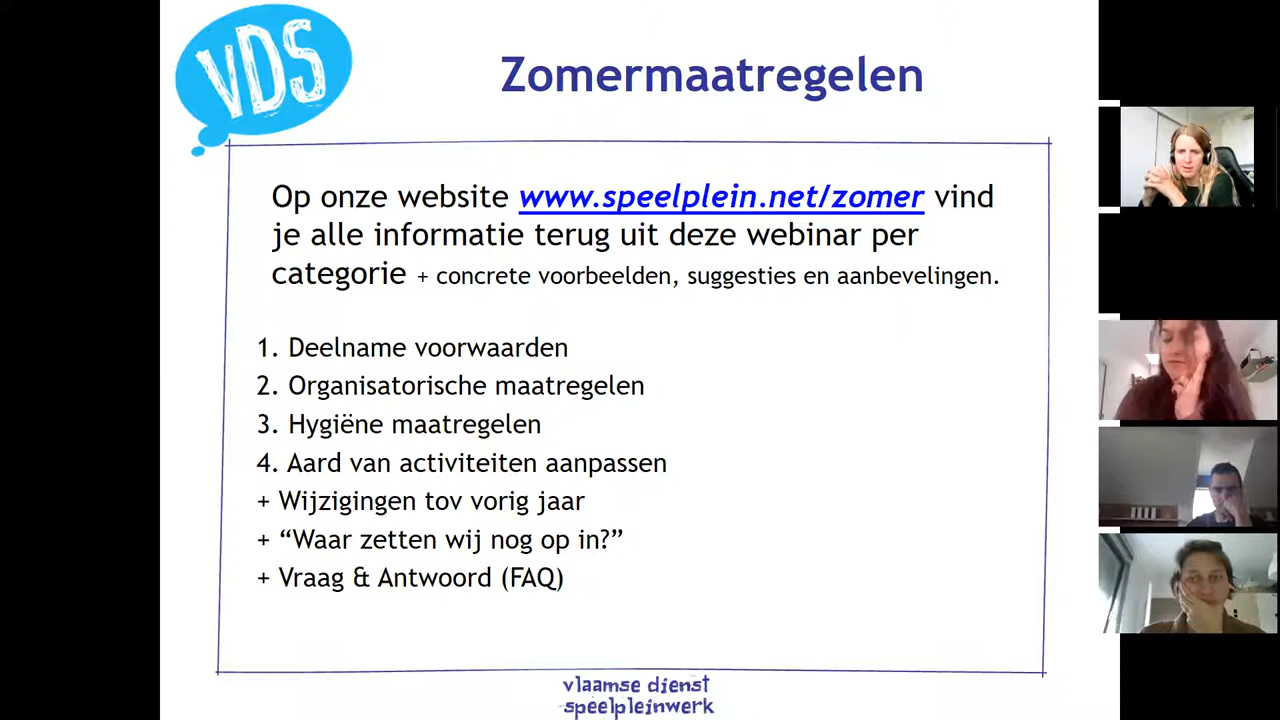 VDS
Zomermaatregelen
Op onze website www.speelplein.net/zomer vind
je alle informatie terug uit deze webinar per
categorie + concrete voorbeelden, suggesties en aanbevelingen.
1. Deelname voorwaarden
2. Organisatorische maatregelen
3. Hygiëne maatregelen
4. Aard van activiteiten aanpassen
+ Wijzigingen tov vorig jaar
+ “Waar zetten wij nog op in?”
+ Vraag & Antwoord (FAQ)
vlaamse dienst
speelpleinwerk